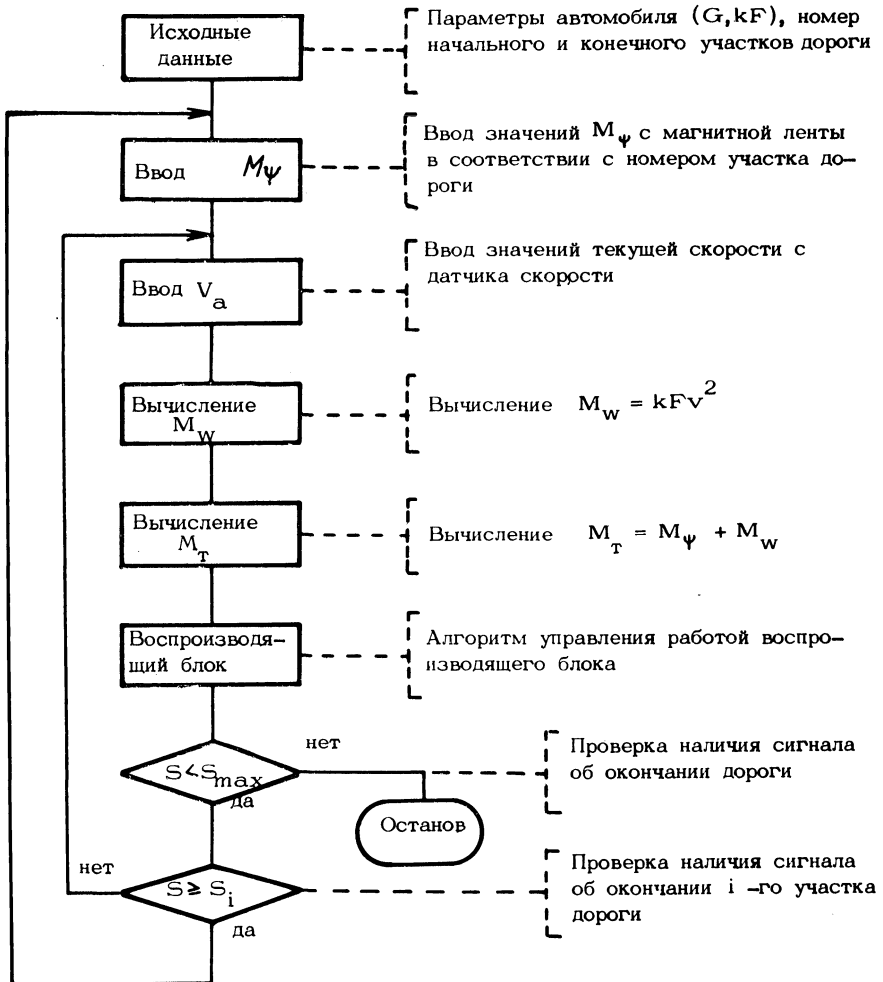 Исходные
данные
Параметры автомобиля (G, kF), номер
начального и конечного участков дороги
Ввод Mψ
Ввод значений Mψ с магнитной ленты
в соответствии с номером участка до-
роги
Ввод Va
Ввод значений текущей скорости с
датчика скорости
Вычисление
Mw
Вычисление Mw = kFv²
Вычисление
Mт
Вычисление Mт = Mψ + Mw
Воспроизводя-
щий блок
Алгоритм управления работой воспро-
изводящего блока
S < Smax
нет
да
Останов
Проверка наличия сигнала
об окончании дороги
S ≥ Si
нет
да
Проверка наличия сигнала
об окончании i -го участка
дороги